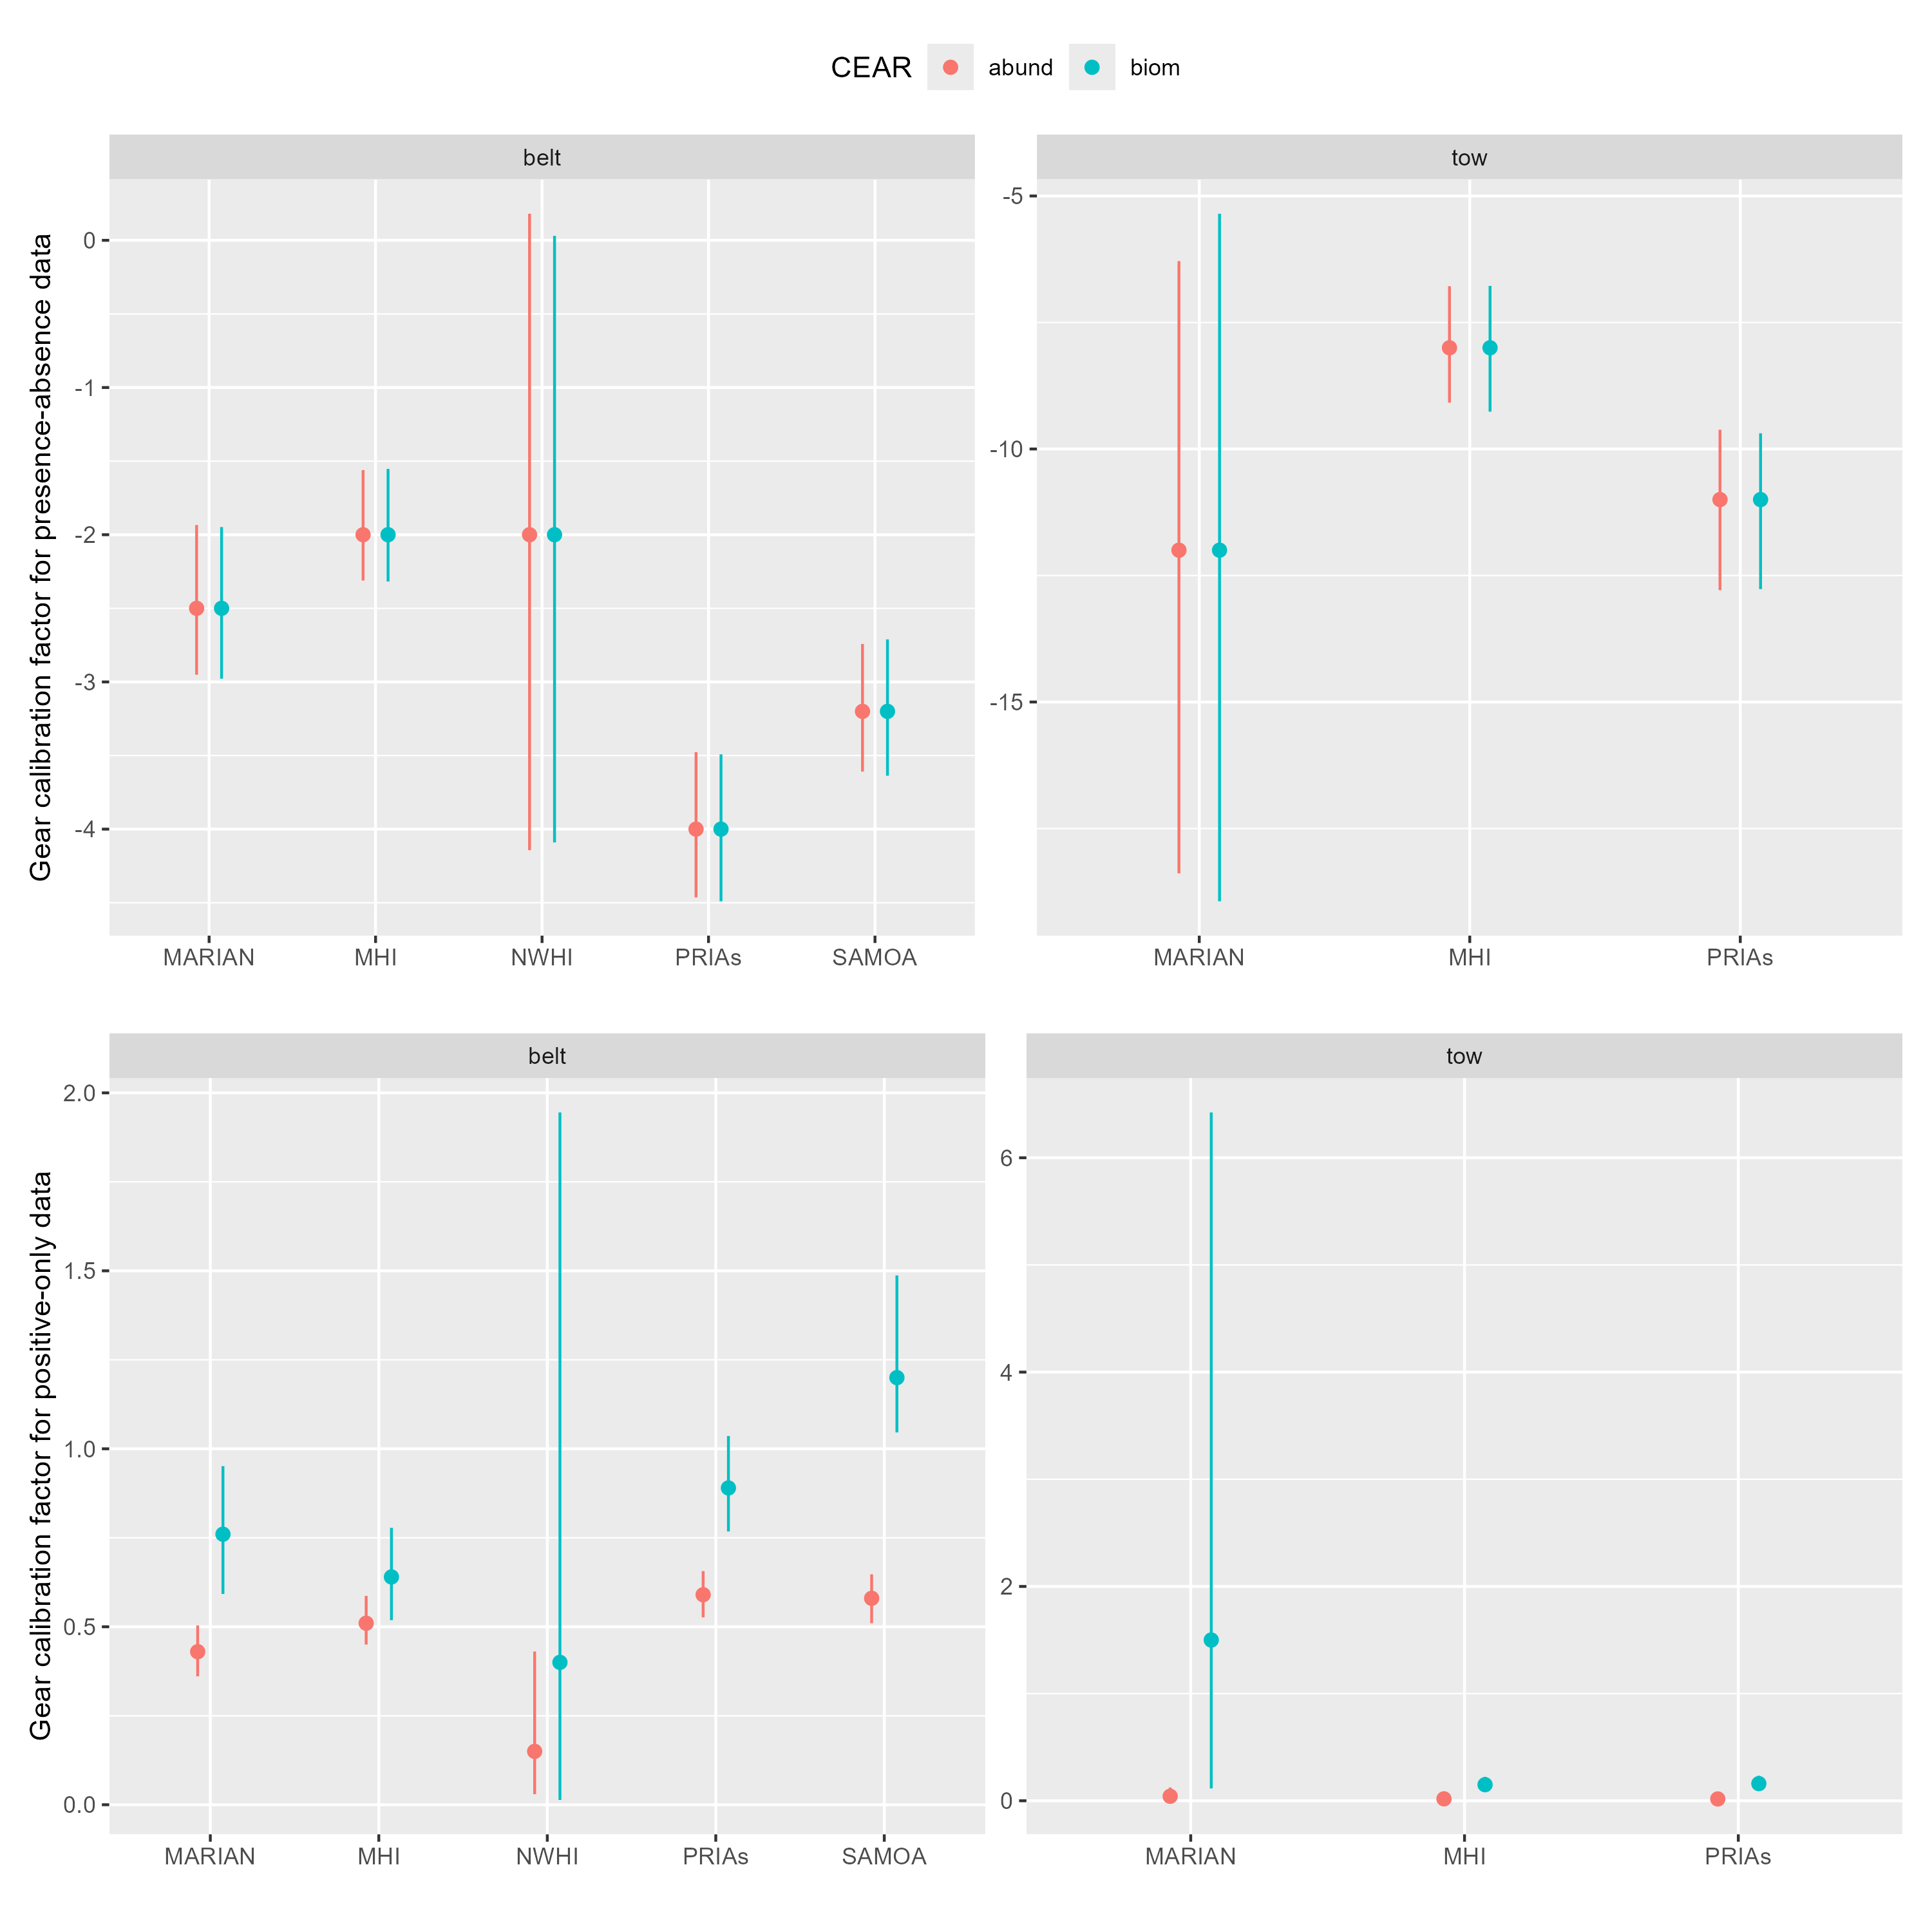 CEAR abund biom
belt
tow
Gear calibration factor for presence-absence data
0
-1
-2
-3
-4
-5
-10
-15
MARIAN MHI NWHI PRIAs SAMOA
MARIAN MHI PRIAs
belt
tow
Gear calibration factor for positive-only data
2.0
1.5
1.0
0.5
0.0
6
4
2
0
MARIAN MHI NWHI PRIAs SAMOA
MARIAN MHI PRIAs